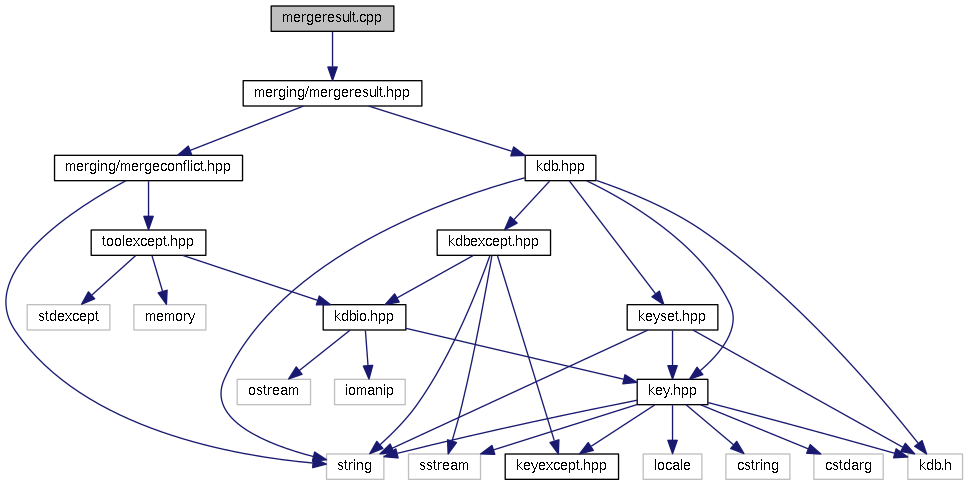 mergeresult.cpp
merging/mergeresult.hpp
merging/mergeconflict.hpp
kdb.hpp
toolexcept.hpp
kdbexcept.hpp
stdexcept
memory
kdbio.hpp
keyset.hpp
ostream
iomanip
key.hpp
string
sstream
keyexcept.hpp
locale
cstring
cstdarg
kdb.h